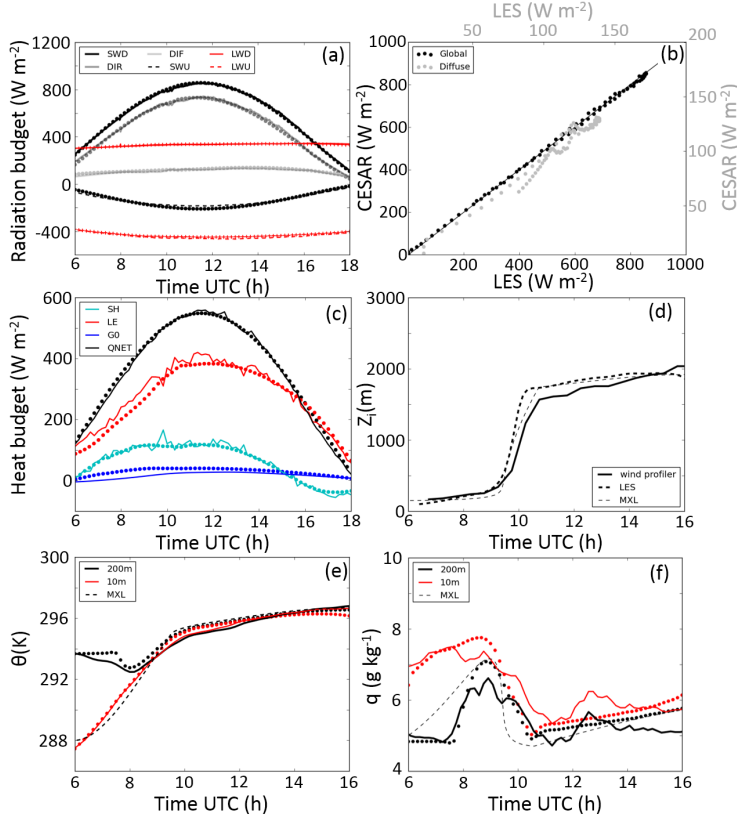 LES (W m⁻²)
50 100 150 200
(a)
SWD DIF LWD
DIR SWU LWU
Radiation budget (W m⁻²)
1200
800
400
0
-400
6 8 10 12 14 16 18
Time UTC (h)
(b)
Global
Diffuse
CESAR (W m⁻²)
1000
800
600
400
200
0
200
150
100
50
CESAR (W m⁻²)
200 400 600 800 1000
LES (W m⁻²)
(c)
SH
LE
G0
QNET
Heat budget (W m⁻²)
600
400
200
0
6 8 10 12 14 16 18
Time UTC (h)
(d)
Zi(m)
3000
2000
1000
0
wind profiler
LES
MXL
6 8 10 12 14 16
Time UTC (h)
(e)
200m
10m
MXL
θ(K)
300
296
292
288
6 8 10 12 14 16
Time UTC (h)
(f)
200m
10m
MXL
q (g kg⁻¹)
10
8
6
4
6 8 10 12 14 16
Time UTC (h)